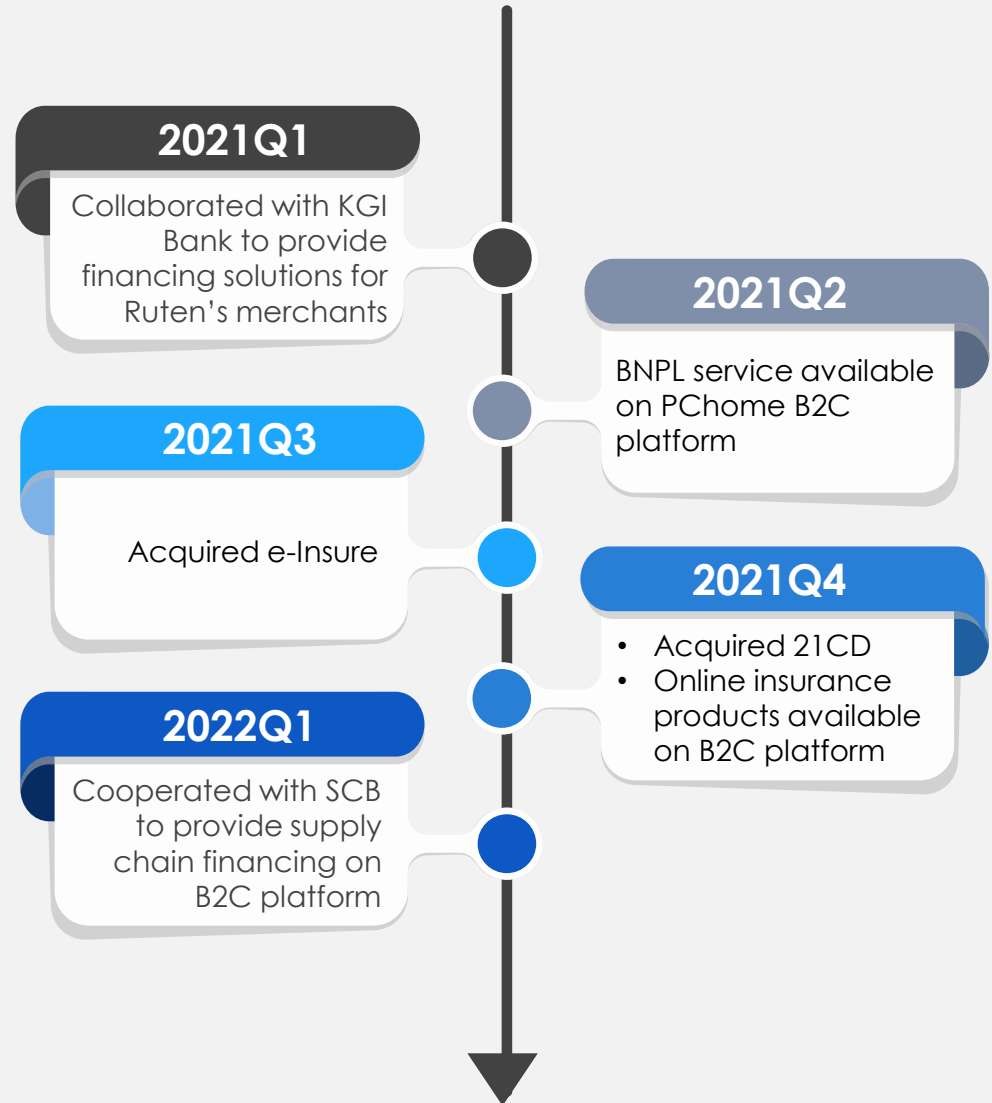 2021Q1
Collaborated with KGI
Bank to provide
financing solutions for
Ruten’s merchants
2021Q2
BNPL service available
on PChome B2C
platform
2021Q3
Acquired e-Insure
2021Q4
• Acquired 21CD
• Online insurance
products available
on B2C platform
2022Q1
Cooperated with SCB
to provide supply
chain financing on
B2C platform